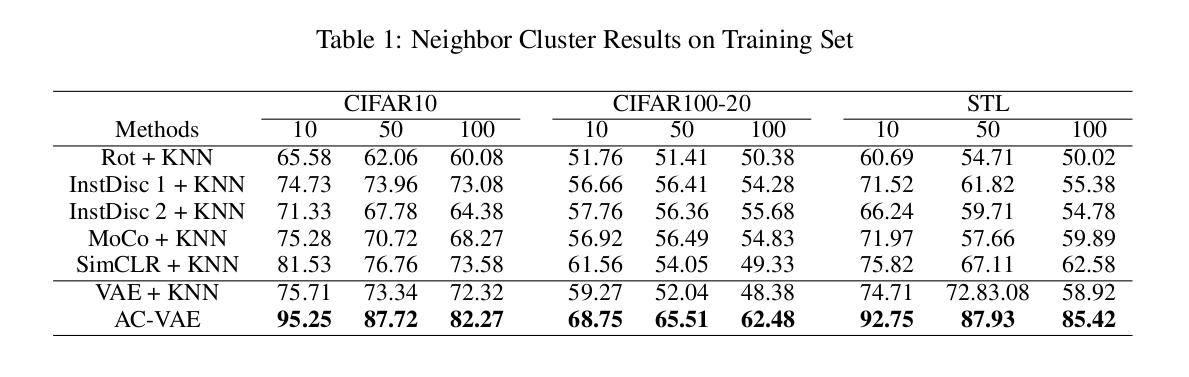 Table 1: Neighbor Cluster Results on Training Set
CIFAR10 CIFAR100-20 STL
Methods 10 50 100 10 50 100 10 50 100
Rot + KNN 65.58 62.06 60.08 51.76 51.41 50.38 60.69 54.71 50.02
InstDisc 1 + KNN 74.73 73.96 73.08 56.66 56.41 54.28 71.52 61.82 55.38
InstDisc 2 + KNN 71.33 67.78 64.38 57.76 56.36 55.68 66.24 59.71 54.78
MoCo + KNN 75.28 70.72 68.27 56.92 56.49 54.83 71.97 57.66 59.89
SimCLR + KNN 81.53 76.76 73.58 61.56 54.05 49.33 75.82 67.11 62.58
VAE + KNN 75.71 73.34 72.32 59.27 52.04 48.38 74.71 72.83.08 58.92
AC-VAE 95.25 87.72 82.27 68.75 65.51 62.48 92.75 87.93 85.42